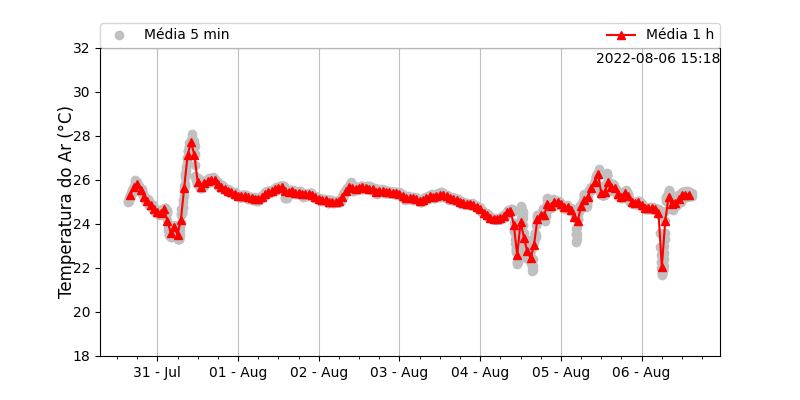 Média 5 min
Média 1 h
2022-08-06 15:18
Temperatura do Ar (°C)
32
30
28
26
24
22
20
18
31 - Jul
01 - Aug
02 - Aug
03 - Aug
04 - Aug
05 - Aug
06 - Aug